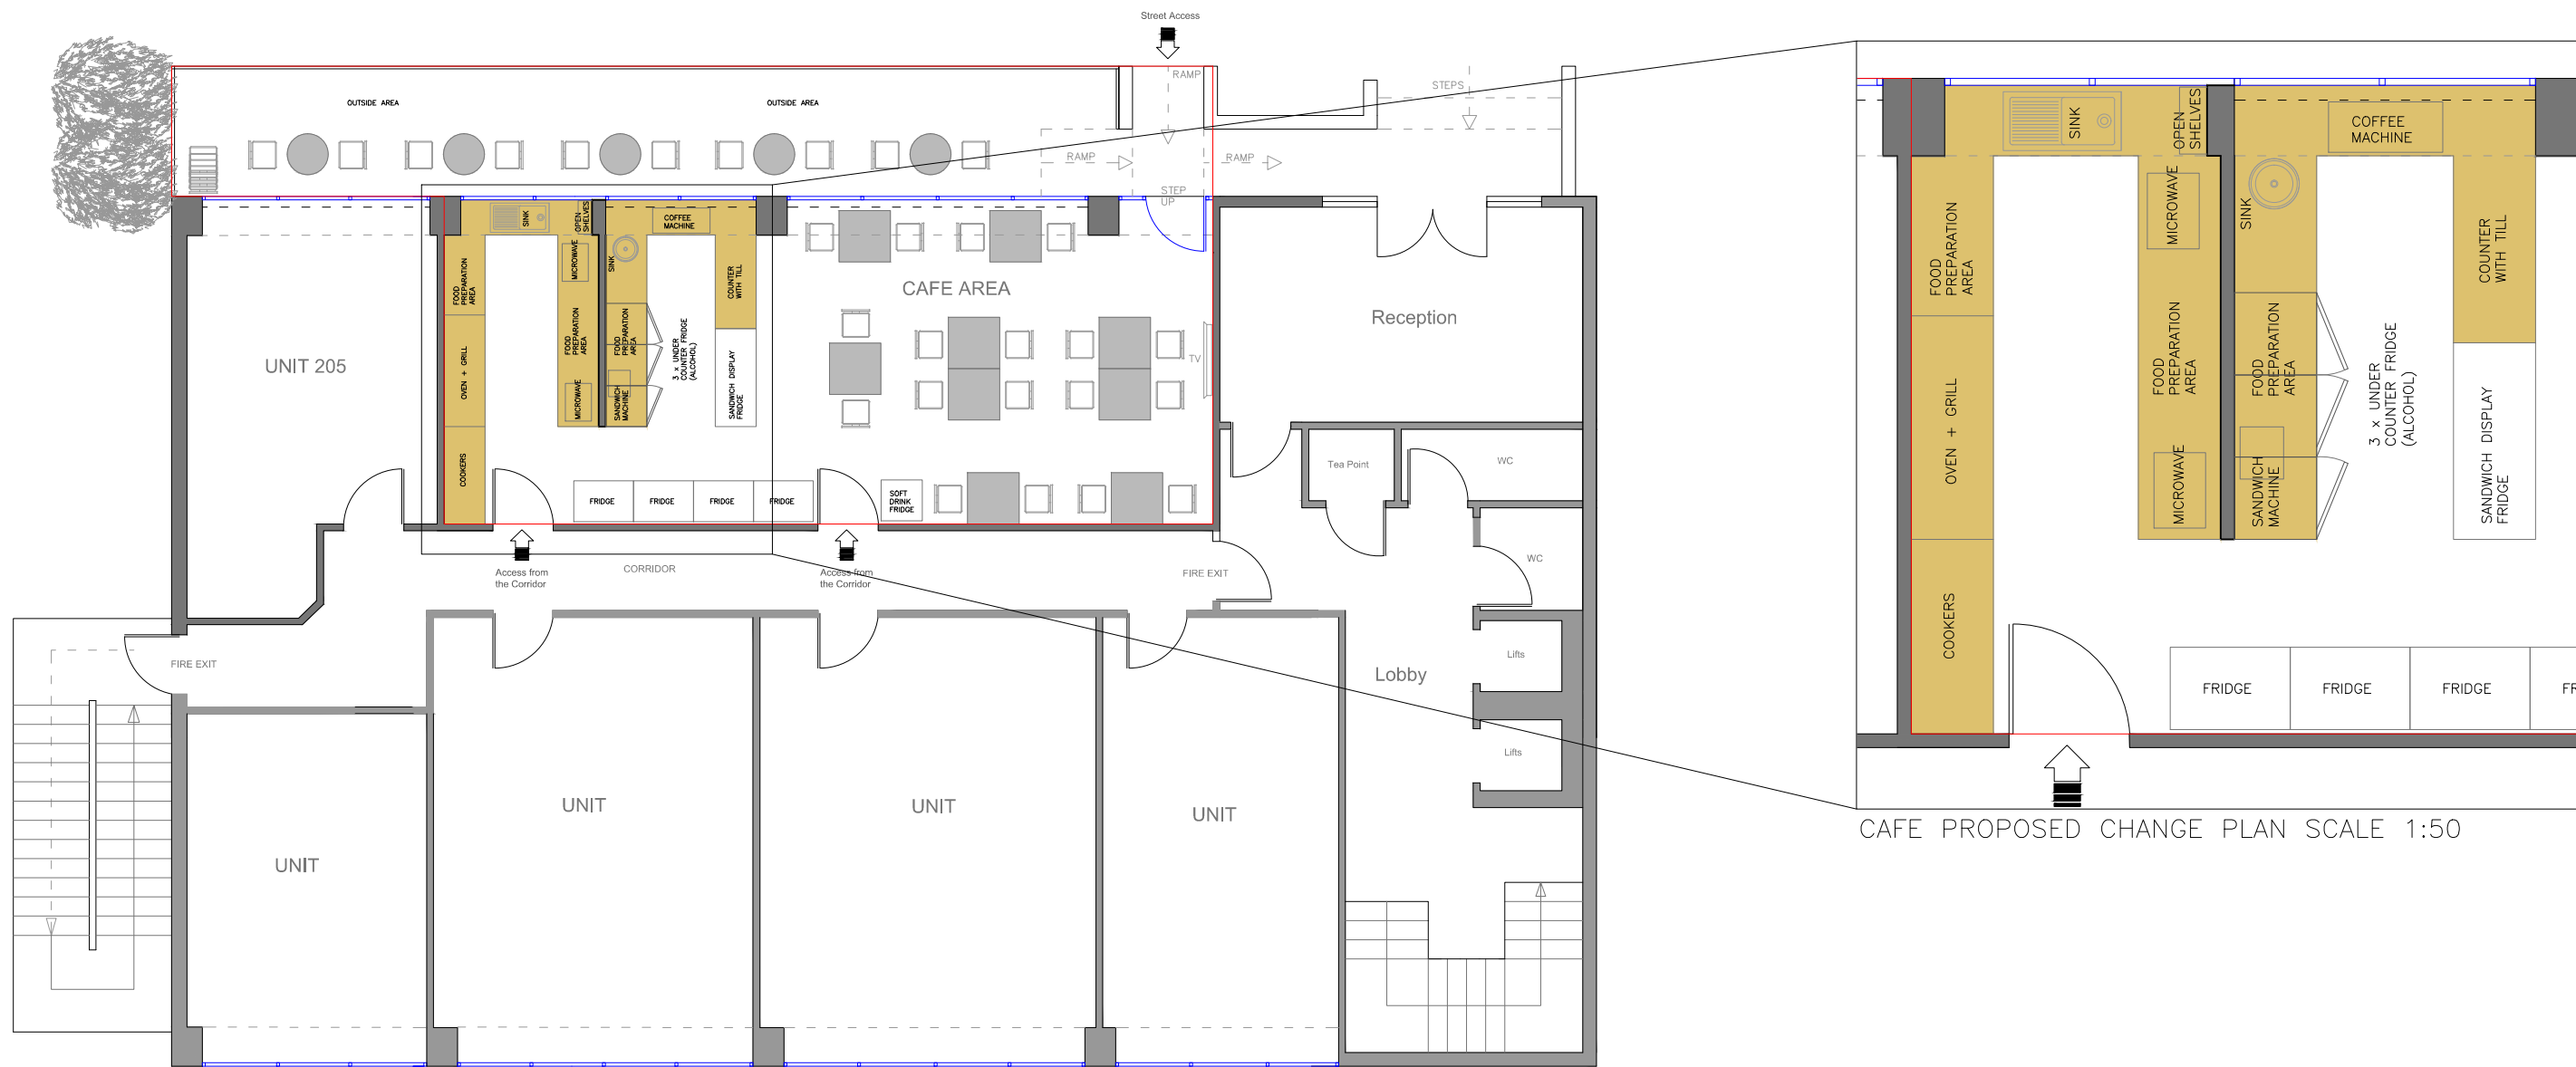 Street Access
RAMP
STEPS
OUTSIDE AREA
OUTSIDE AREA
RAMP
RAMP
STEP
UP
SINK
OPEN
SHELVES
COFFEE
MACHINE
FOOD
PREPARATION
AREA
MICROWAVE
SINK
COUNTER
WITH TILL
CAFE AREA
Reception
UNIT 205
OVEN + GRILL
FOOD
PREPARATION
AREA
FOOD
PREPARATION
AREA
3 x UNDER
COUNTER FRIDGE
(ALCOHOL)
SANDWICH DISPLAY
FRIDGE
TV
MICROWAVE
SANDWICH
MACHINE
COOKERS
FRIDGE
FRIDGE
FRIDGE
FRIDGE
SOFT
DRINK
FRIDGE
Tea Point
WC
WC
Access from
the Corridor
CORRIDOR
Access from
the Corridor
FIRE EXIT
FIRE EXIT
Lobby
Lifts
Lifts
UNIT
UNIT
UNIT
UNIT
SINK
OPEN
SHELVES
COFFEE
MACHINE
FOOD
PREPARATION
AREA
MICROWAVE
SINK
COUNTER
WITH TILL
OVEN + GRILL
FOOD
PREPARATION
AREA
FOOD
PREPARATION
AREA
3 x UNDER
COUNTER FRIDGE
(ALCOHOL)
SANDWICH DISPLAY
FRIDGE
MICROWAVE
SANDWICH
MACHINE
COOKERS
FRIDGE
FRIDGE
FRIDGE
FR
CAFE PROPOSED CHANGE PLAN SCALE 1:50